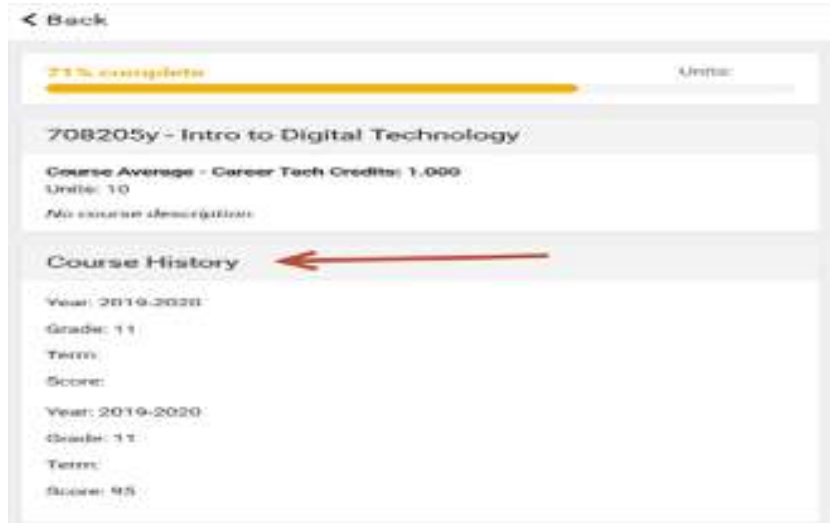 Back
71% complete
Units:
708205y - Intro to Digital Technology
Course Average - Career Tech Credits: 1.000
Units: 10
No course description
Course History
Year: 2019-2020
Grade: 11
Term:
Score:
Year: 2019-2020
Grade: 11
Term:
Score: 95